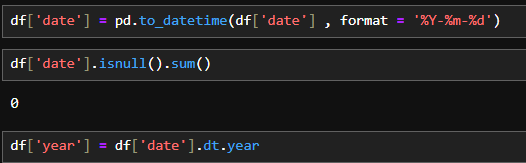 df['date'] = pd.to_datetime(df['date'] , format = '%Y-%m-%d')
df['date'].isnull().sum()
0
df['year'] = df['date'].dt.year